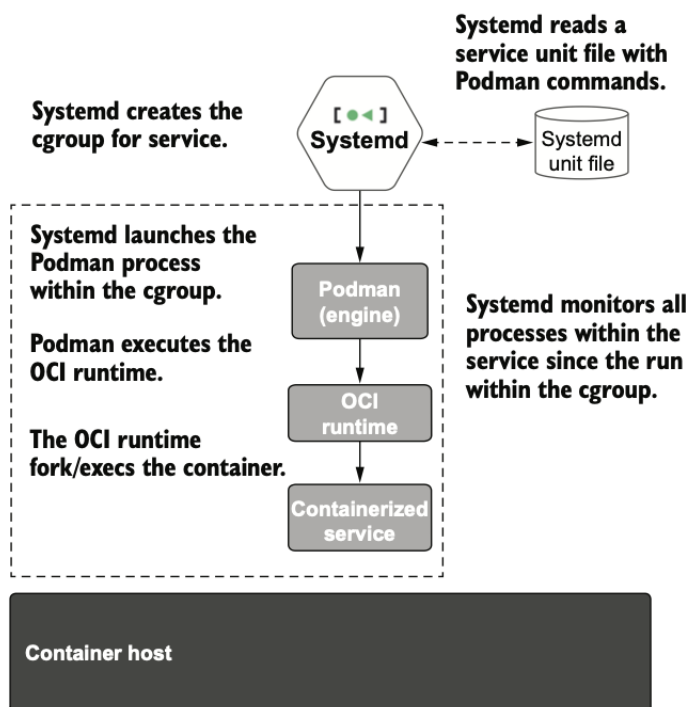 Systemd reads a
service unit file with
Podman commands.
Systemd creates the
cgroup for service.
Systemd
Systemd
unit file
Systemd launches the
Podman process
within the cgroup.
Podman
(engine)
Systemd monitors all
processes within the
service since the run
within the cgroup.
Podman executes the
OCI runtime.
OCI
runtime
The OCI runtime
fork/execs the container.
Containerized
service
Container host